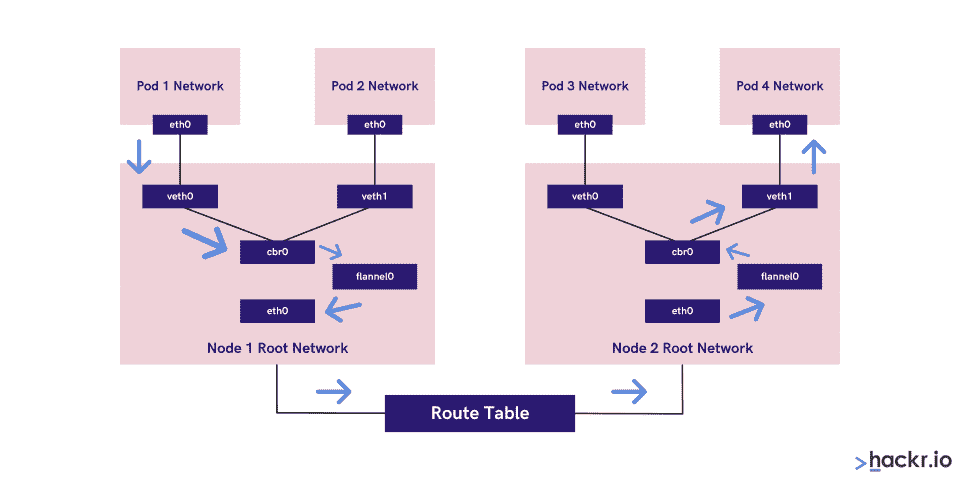 Pod 1 Network
Pod 2 Network
Pod 3 Network
Pod 4 Network
eth0
eth0
eth0
eth0
veth0
veth1
veth0
veth1
cbr0
cbr0
flannel0
flannel0
eth0
eth0
Node 1 Root Network
Node 2 Root Network
Route Table
>hackr.io